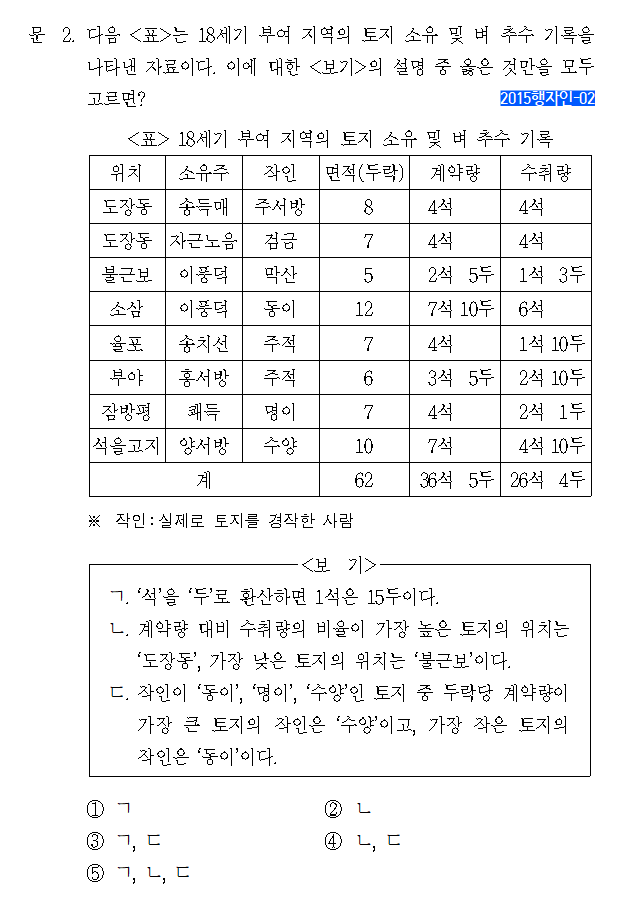 문 2. 다음 <표>는 18세기 부여 지역의 토지 소유 및 벼 추수 기록을
나타낸 자료이다. 이에 대한 <보기>의 설명 중 옳은 것만을 모두
고르면?
2015행자인-02
<표> 18세기 부여 지역의 토지 소유 및 벼 추수 기록
위치 소유주 작인 면적(두락) 계약량 수취량
도장동 송득매 주서방 8 4석 4석
도장동 자근노음 검금 7 4석 4석
불근보 이풍덕 막산 5 2석 5두 1석 3두
소삼 이풍덕 동이 12 7석 10두 6석
율포 송치선 주적 7 4석 1석 10두
부야 홍서방 주적 6 3석 5두 2석 10두
잠방평 쾌득 명이 7 4석 2석 1두
석을고지 양서방 수양 10 7석 4석 10두
계 62 36석 5두 26석 4두
※ 작인:실제로 토지를 경작한 사람
<보 기>
ㄱ. ‘석’을 ‘두’로 환산하면 1석은 15두이다.
ㄴ. 계약량 대비 수취량의 비율이 가장 높은 토지의 위치는
‘도장동’, 가장 낮은 토지의 위치는 ‘불근보’이다.
ㄷ. 작인이 ‘동이’, ‘명이’, ‘수양’인 토지 중 두락당 계약량이
가장 큰 토지의 작인은 ‘수양’이고, 가장 작은 토지의
작인은 ‘동이’이다.
① ㄱ ② ㄴ
③ ㄱ, ㄷ ④ ㄴ, ㄷ
⑤ ㄱ, ㄴ, ㄷ